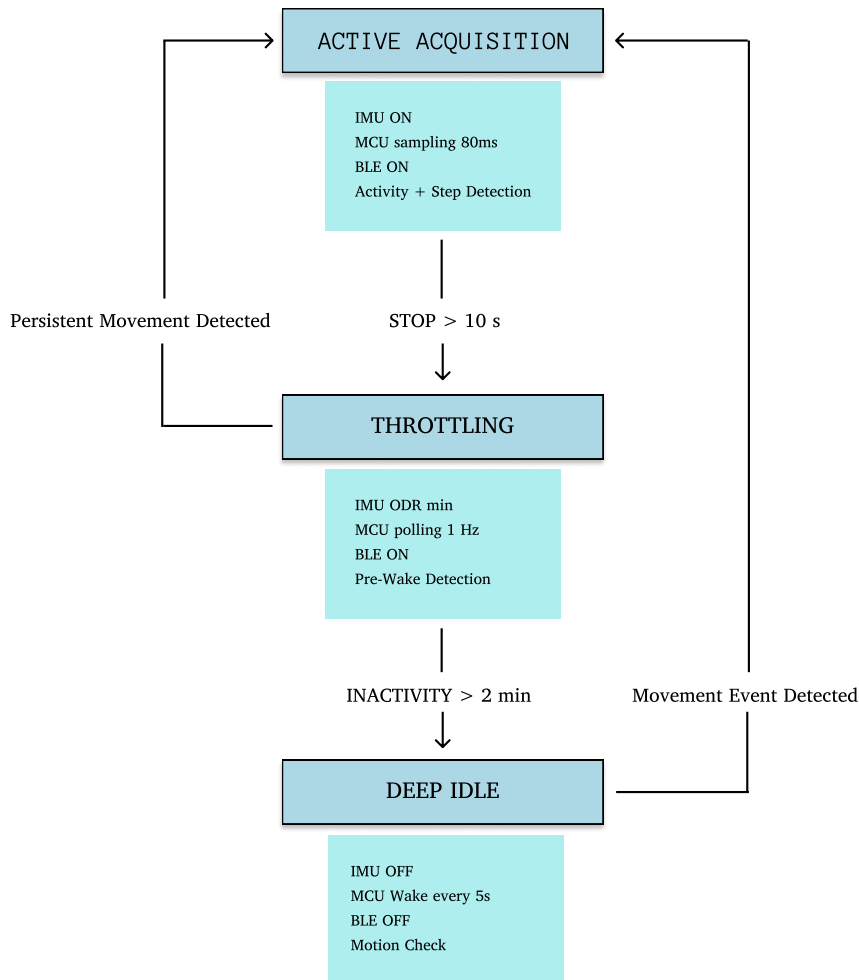 ACTIVE ACQUISITION
IMU ON
MCU sampling 80ms
BLE ON
Activity + Step Detection
Persistent Movement Detected
STOP > 10 s
THROTTLING
IMU ODR min
MCU polling 1 Hz
BLE ON
Pre-Wake Detection
INACTIVITY > 2 min
Movement Event Detected
DEEP IDLE
IMU OFF
MCU Wake every 5s
BLE OFF
Motion Check